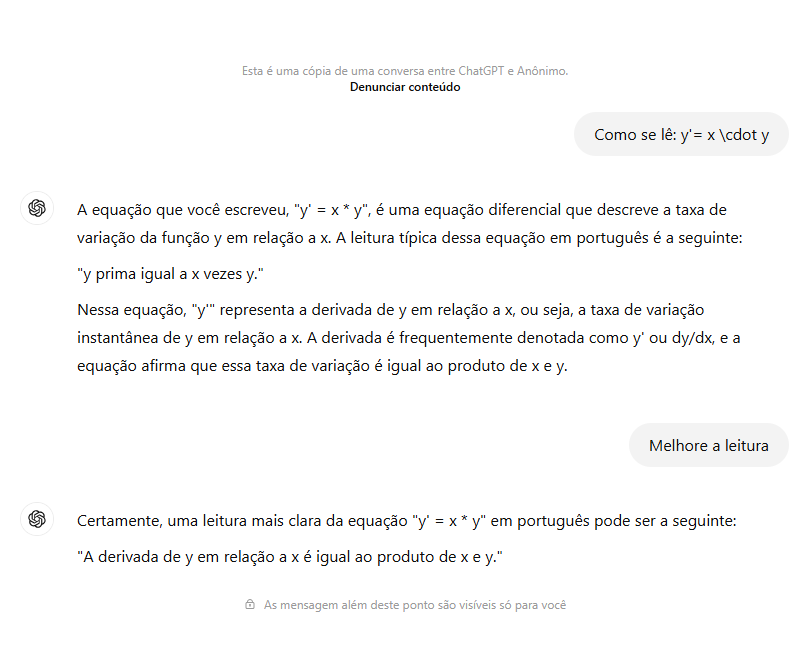 Esta é uma cópia de uma conversa entre ChatGPT e Anônimo.
Denunciar conteúdo
Como se lê: y'= x \cdot y
A equação que você escreveu, "y' = x * y", é uma equação diferencial que descreve a taxa de
variação da função y em relação a x. A leitura típica dessa equação em português é a seguinte:
"y prima igual a x vezes y."
Nessa equação, "y'" representa a derivada de y em relação a x, ou seja, a taxa de variação
instantânea de y em relação a x. A derivada é frequentemente denotada como y' ou dy/dx, e a
equação afirma que essa taxa de variação é igual ao produto de x e y.
Melhore a leitura
Certamente, uma leitura mais clara da equação "y' = x * y" em português pode ser a seguinte:
"A derivada de y em relação a x é igual ao produto de x e y."
As mensagem além deste ponto são visíveis só para você